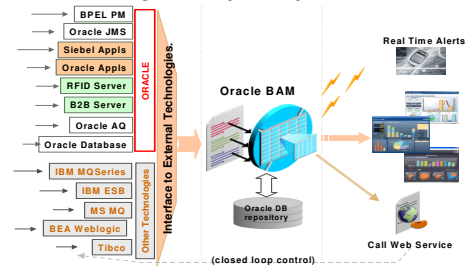 BPEL PM
Oracle JMS
Siebel Appls
Oracle Appls
RFID Server
B2B Server
Oracle AQ
Oracle Database
ORACLE
IBM MQSeries
IBM ESB
MS MQ
BEA Weblogic
Tibco
Other Technologies
Interface to External Technologies.
Oracle BAM
Oracle DB
repository
Real Time Alerts
Call Web Service
(closed loop control)